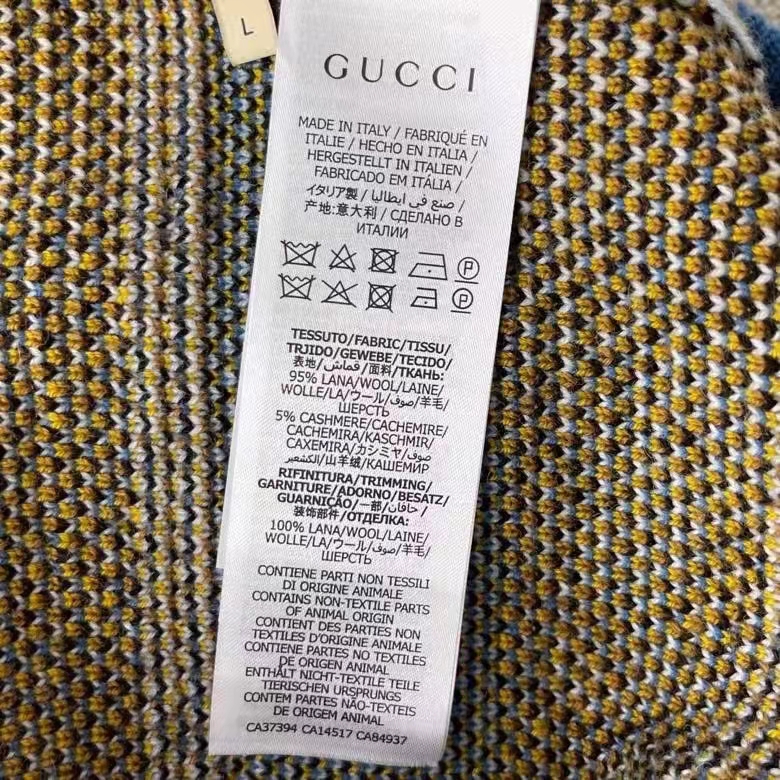 L
GUCCI
MADE IN ITALY / FABRIQUÉ EN
ITALIE / HECHO EN ITALIA /
HERGESTELLT IN ITALIEN /
FABRICADO EM ITÁLIA /
イタリア製 / صنع في ايطاليا /
产地:意大利 / СДЕЛАНО В
ИТАЛИИ
P
P
TESSUTO/FABRIC/TISSU/
TRJIDO/GEWEBE/TECIDO/
表地/قماش/面料/ТКАНЬ:
95% LANA/WOOL/LAINE/
WOLLE/LA/ウール/صوف/羊毛/
ШЕРСТЬ
5% CASHMERE/CACHEMIRE/
CACHEMIRA/KASCHMIR/
CAXEMIRA/カシミヤ/صوف
الكشمير/山羊绒/КАШЕМИР
RIFINITURA/TRIMMING/
GARNITURE/ADORNO/BESATZ/
GUARNIÇÃO/一部/حافان/
装饰部件/ОТДЕЛКА:
100% LANA/WOOL/LAINE/
WOLLE/LA/ウール/صوف/羊毛/
ШЕРСТЬ
CONTIENE PARTI NON TESSILI
DI ORIGINE ANIMALE
CONTAINS NON-TEXTILE PARTS
OF ANIMAL ORIGIN
CONTIENT DES PARTIES NON
TEXTILES D'ORIGINE ANIMALE
CONTIENE PARTES NO TEXTILES
DE ORIGEN ANIMAL
ENTHÄLT NICHT-TEXTILE TEILE
TIERISCHEN URSPRUNGS
CONTEM PARTES NÃO-TEXTEIS
DE ORIGEM ANIMAL
CA37394 CA14517 CA84937